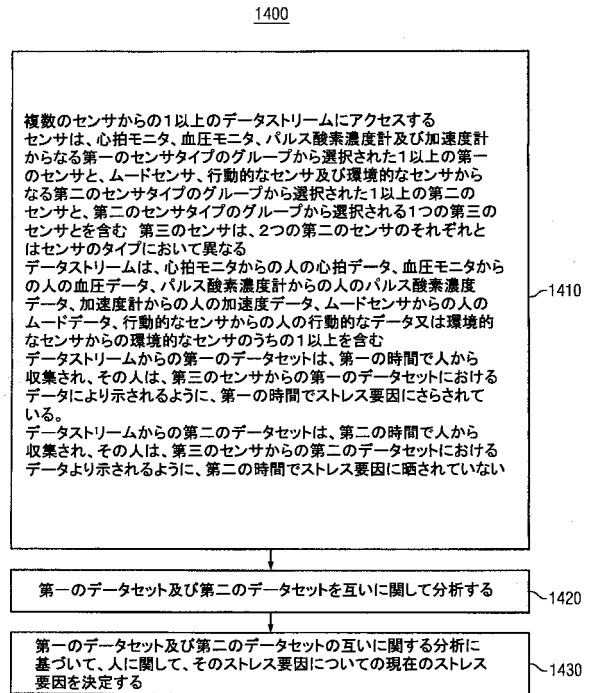 1400
複数のセンサからの1以上のデータストリームにアクセスする
センサは、心拍モニタ、血圧モニタ、パルス酸素濃度計及び加速度計
からなる第一のセンサタイプのグループから選択された1以上の第一
のセンサと、ムードセンサ、行動的なセンサ及び環境的なセンサから
なる第二のセンサタイプのグループから選択された1以上の第二の
センサと、第二のセンサタイプのグループから選択される1つの第三の
センサとを含む 第三のセンサは、2つの第二のセンサのそれぞれと
はセンサのタイプにおいて異なる
データストリームは、心拍モニタからの人の心拍データ、血圧モニタから
の人の血圧データ、パルス酸素濃度計からの人のパルス酸素濃度
データ、加速度計からの人の加速度データ、ムードセンサからの人の
ムードデータ、行動的なセンサからの人の行動的なデータ又は環境的
なセンサからの環境的なセンサのうちの1以上を含む
データストリームからの第一のデータセットは、第一の時間で人から
収集され、その人は、第三のセンサからの第一のデータセットにおける
データにより示されるように、第一の時間でストレス要因にさらされて
いる。
データストリームからの第二のデータセットは、第二の時間で人から
収集され、その人は、第三のセンサからの第二のデータセットにおける
データより示されるように、第二の時間でストレス要因に晒されていない
1410
第一のデータセット及び第二のデータセットを互いに関して分析する
1420
第一のデータセット及び第二のデータセットの互いに関する分析に
基づいて、人に関して、そのストレス要因についての現在のストレス
要因を決定する
1430